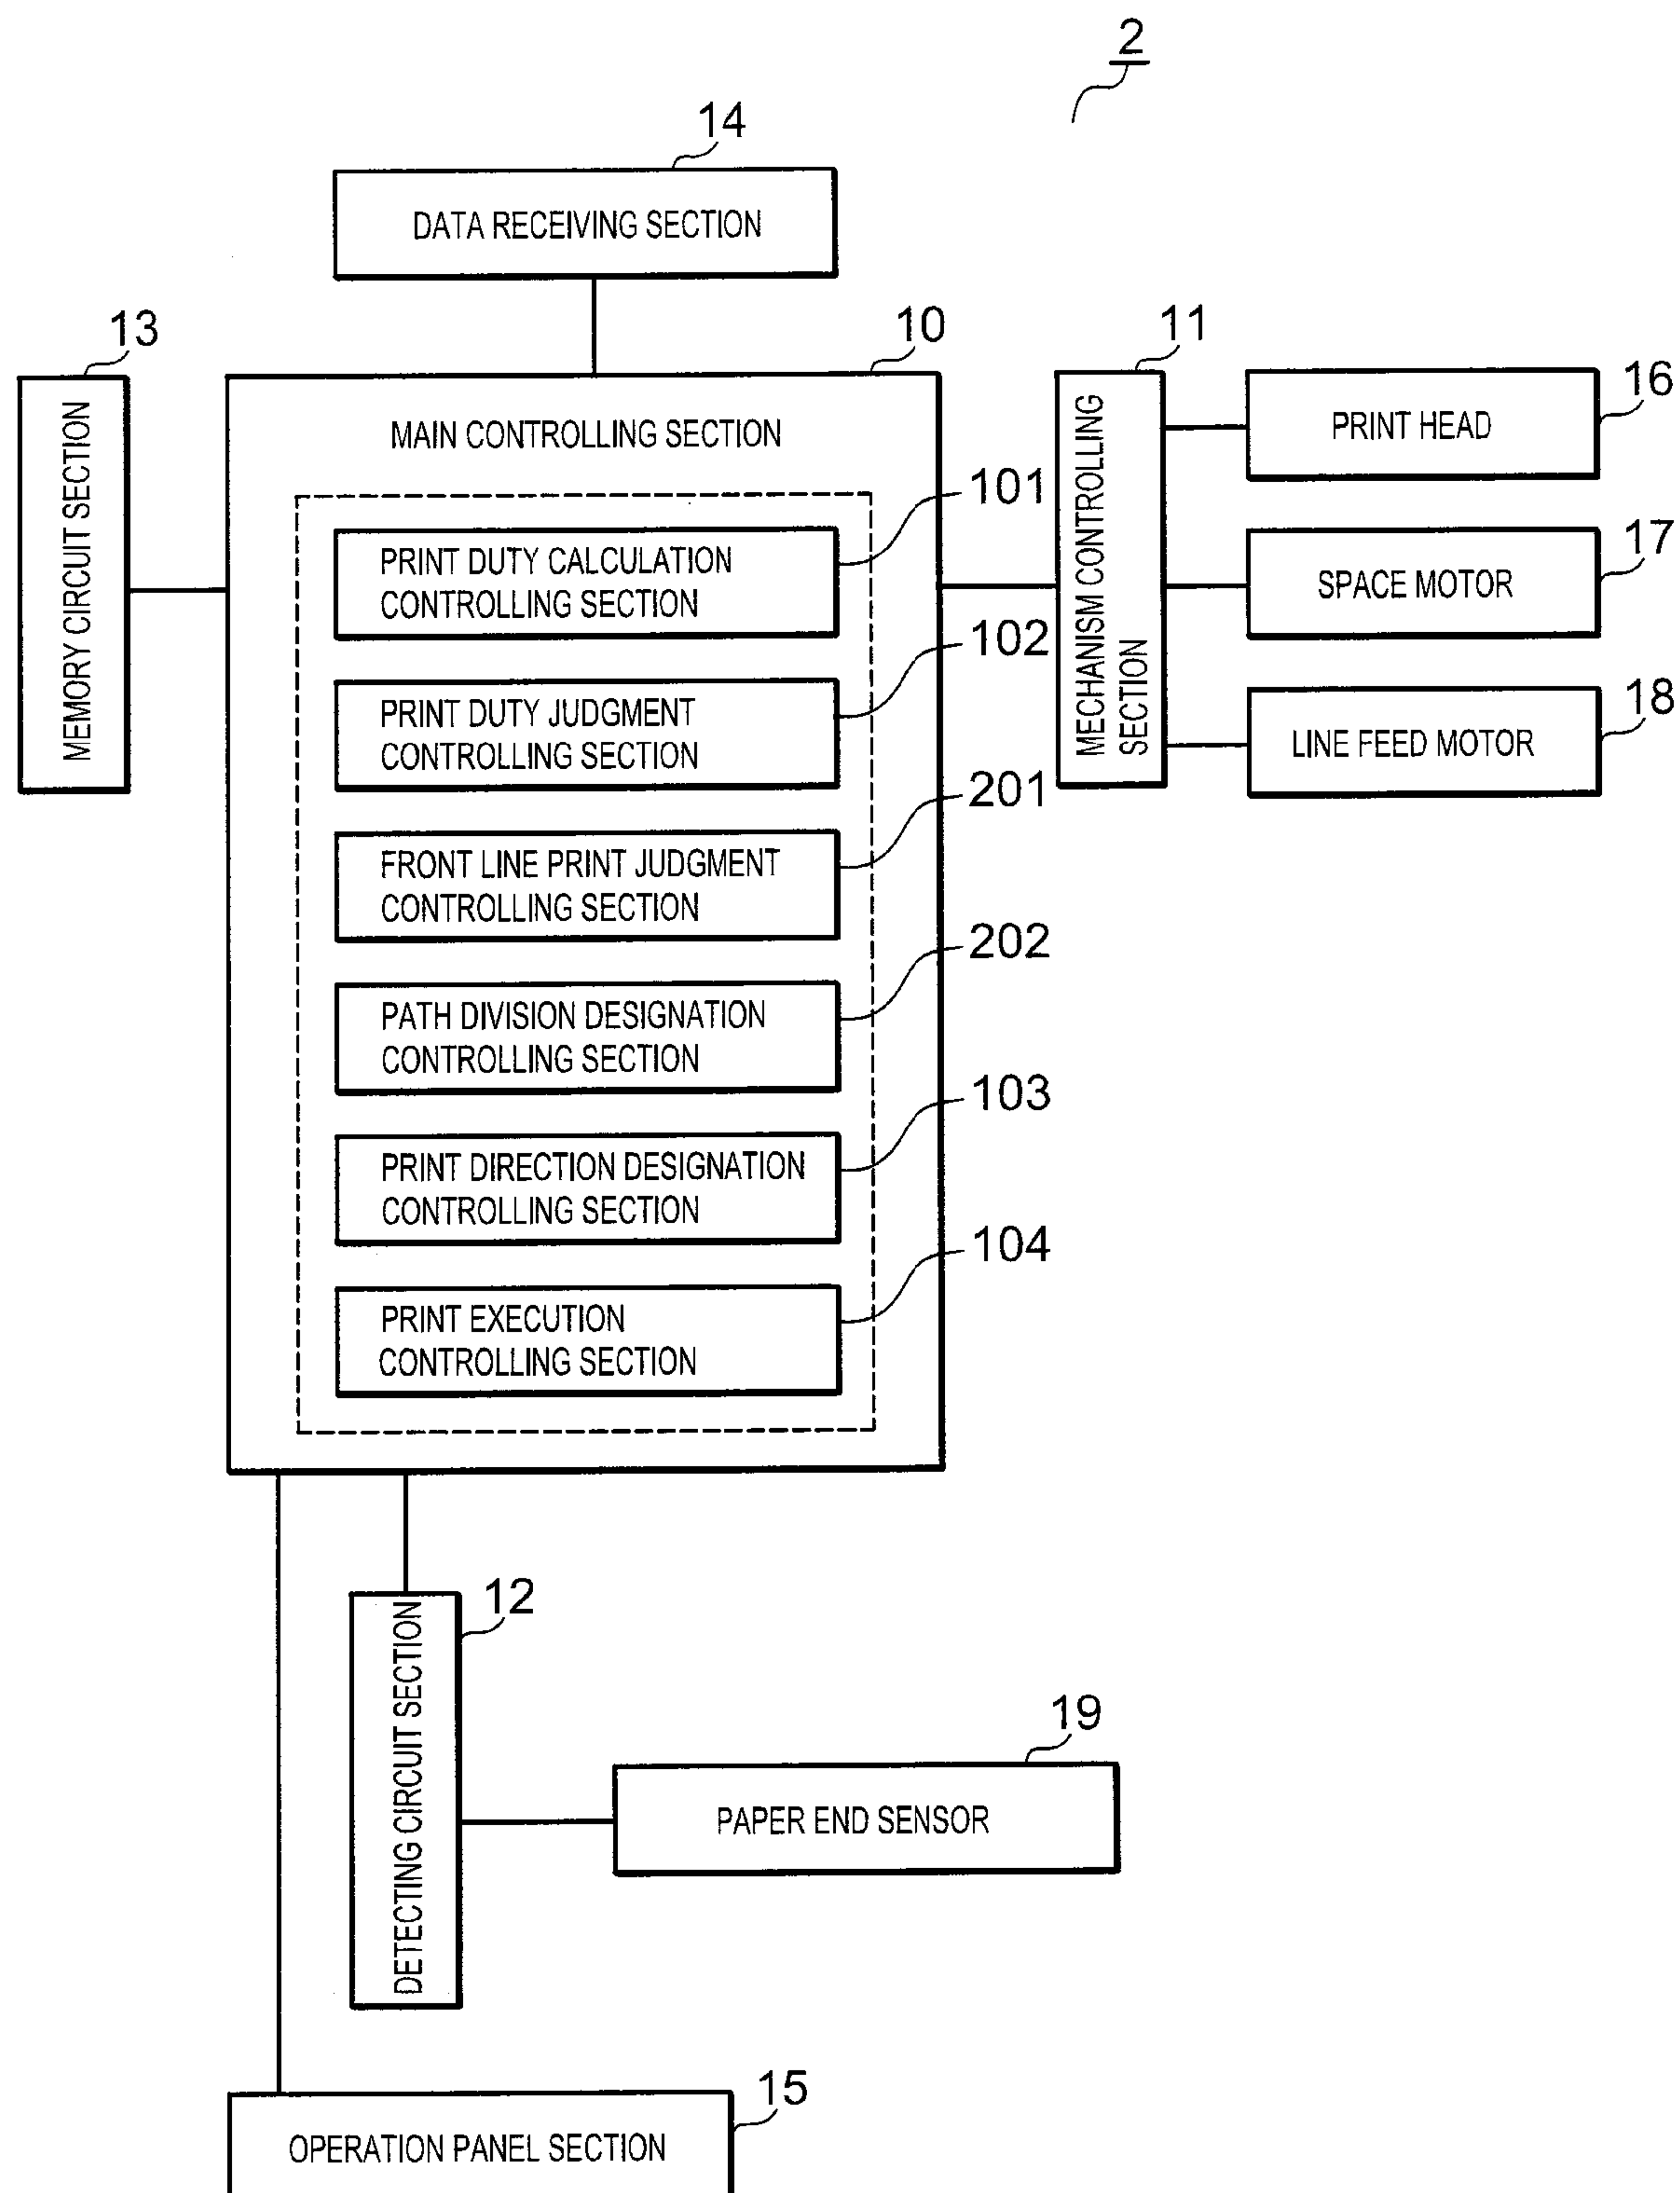 2
14
DATA RECEIVING SECTION
13
MEMORY CIRCUIT SECTION
10
MAIN CONTROLLING SECTION
101
PRINT DUTY CALCULATION
CONTROLLING SECTION
102
PRINT DUTY JUDGMENT
CONTROLLING SECTION
201
FRONT LINE PRINT JUDGMENT
CONTROLLING SECTION
202
PATH DIVISION DESIGNATION
CONTROLLING SECTION
103
PRINT DIRECTION DESIGNATION
CONTROLLING SECTION
104
PRINT EXECUTION
CONTROLLING SECTION
11
MECHANISM CONTROLLING
SECTION
16
PRINT HEAD
17
SPACE MOTOR
18
LINE FEED MOTOR
12
DETECTING CIRCUIT SECTION
19
PAPER END SENSOR
15
OPERATION PANEL SECTION